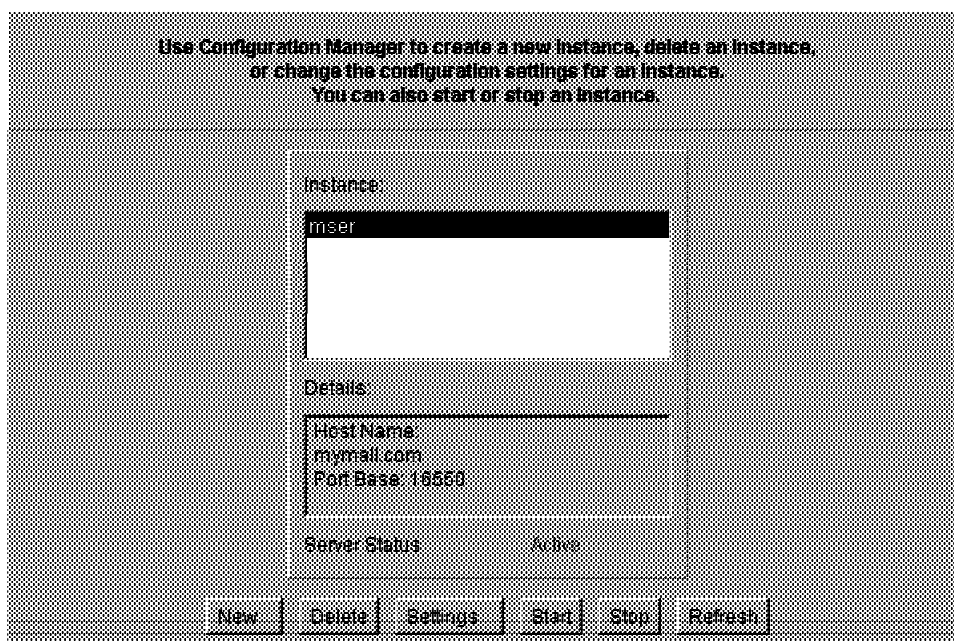 Use Configuration Manager to create a new instance, delete an instance,
or change the configuration settings for an instance.
You can also start or stop an instance.
Instance:
mser
Details:
Host Name:
mymail.com
Port Base: 16550
Server Status Active
New Delete Settings Start Stop Refresh